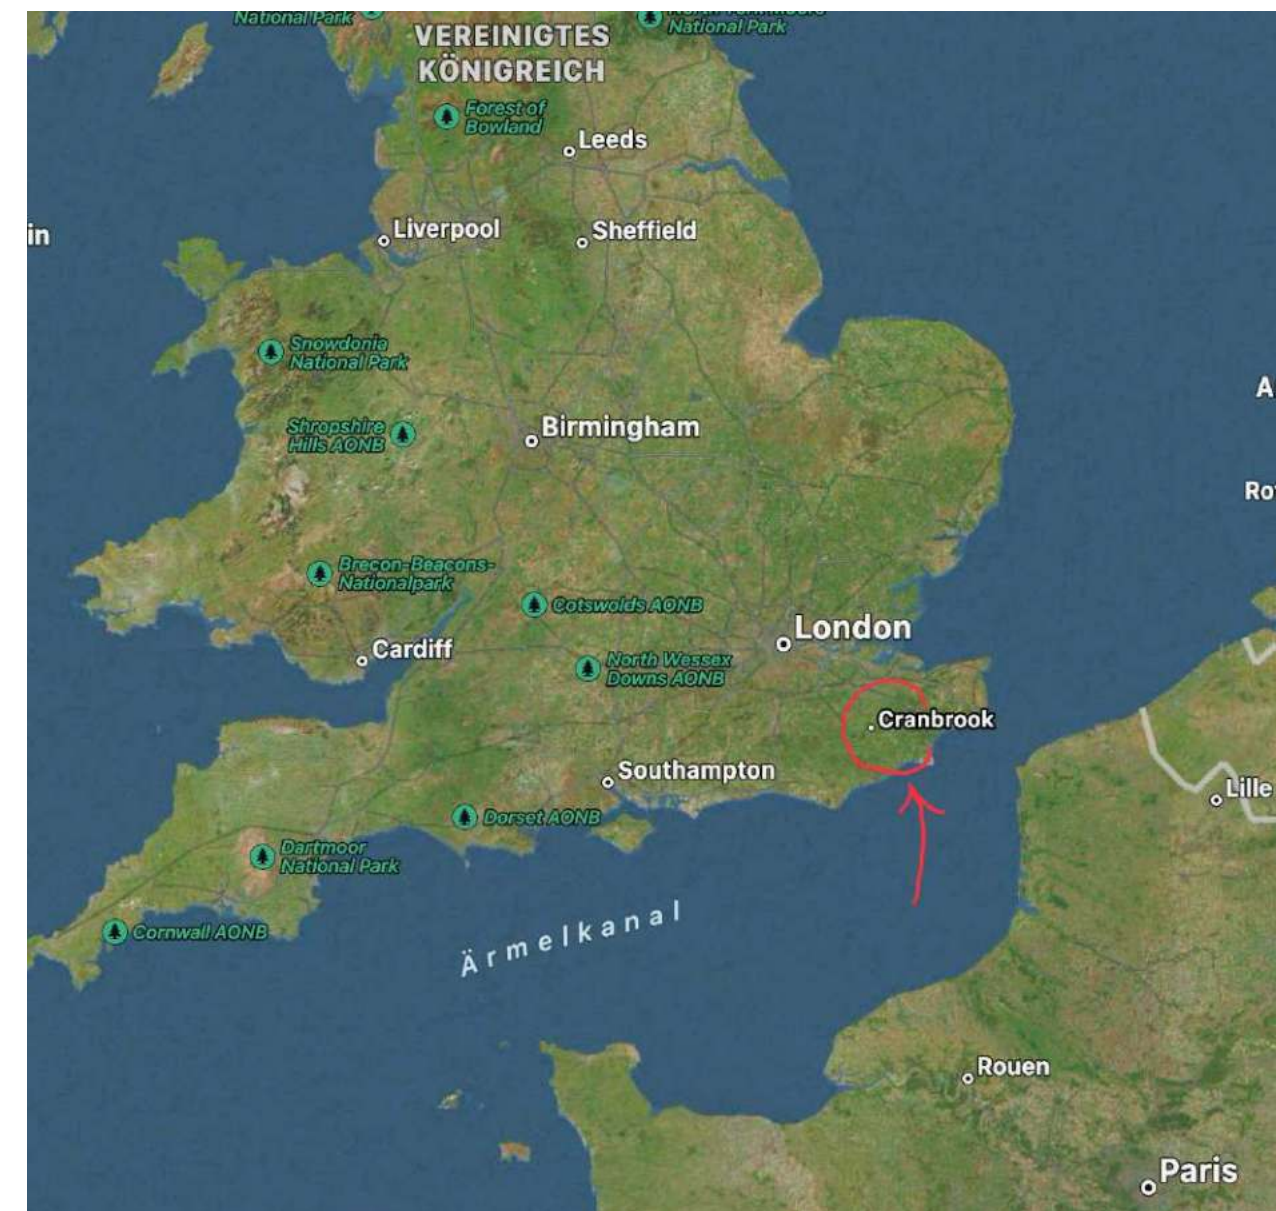 National Park
National Park
VEREINIGTES
KÖNIGREICH
Forest of
Bowland
Leeds
in
Liverpool
Sheffield
Snowdonia
National Park
A
Shropshire
Hills AONB
Birmingham
Ro
Brecon-Beacons-
Nationalpark
Cotswolds AONB
London
Cardiff
North Wessex
Downs AONB
Cranbrook
Southampton
Lille
Dorset AONB
Dartmoor
National Park
Cornwall AONB
Ärmelkanal
Rouen
Paris